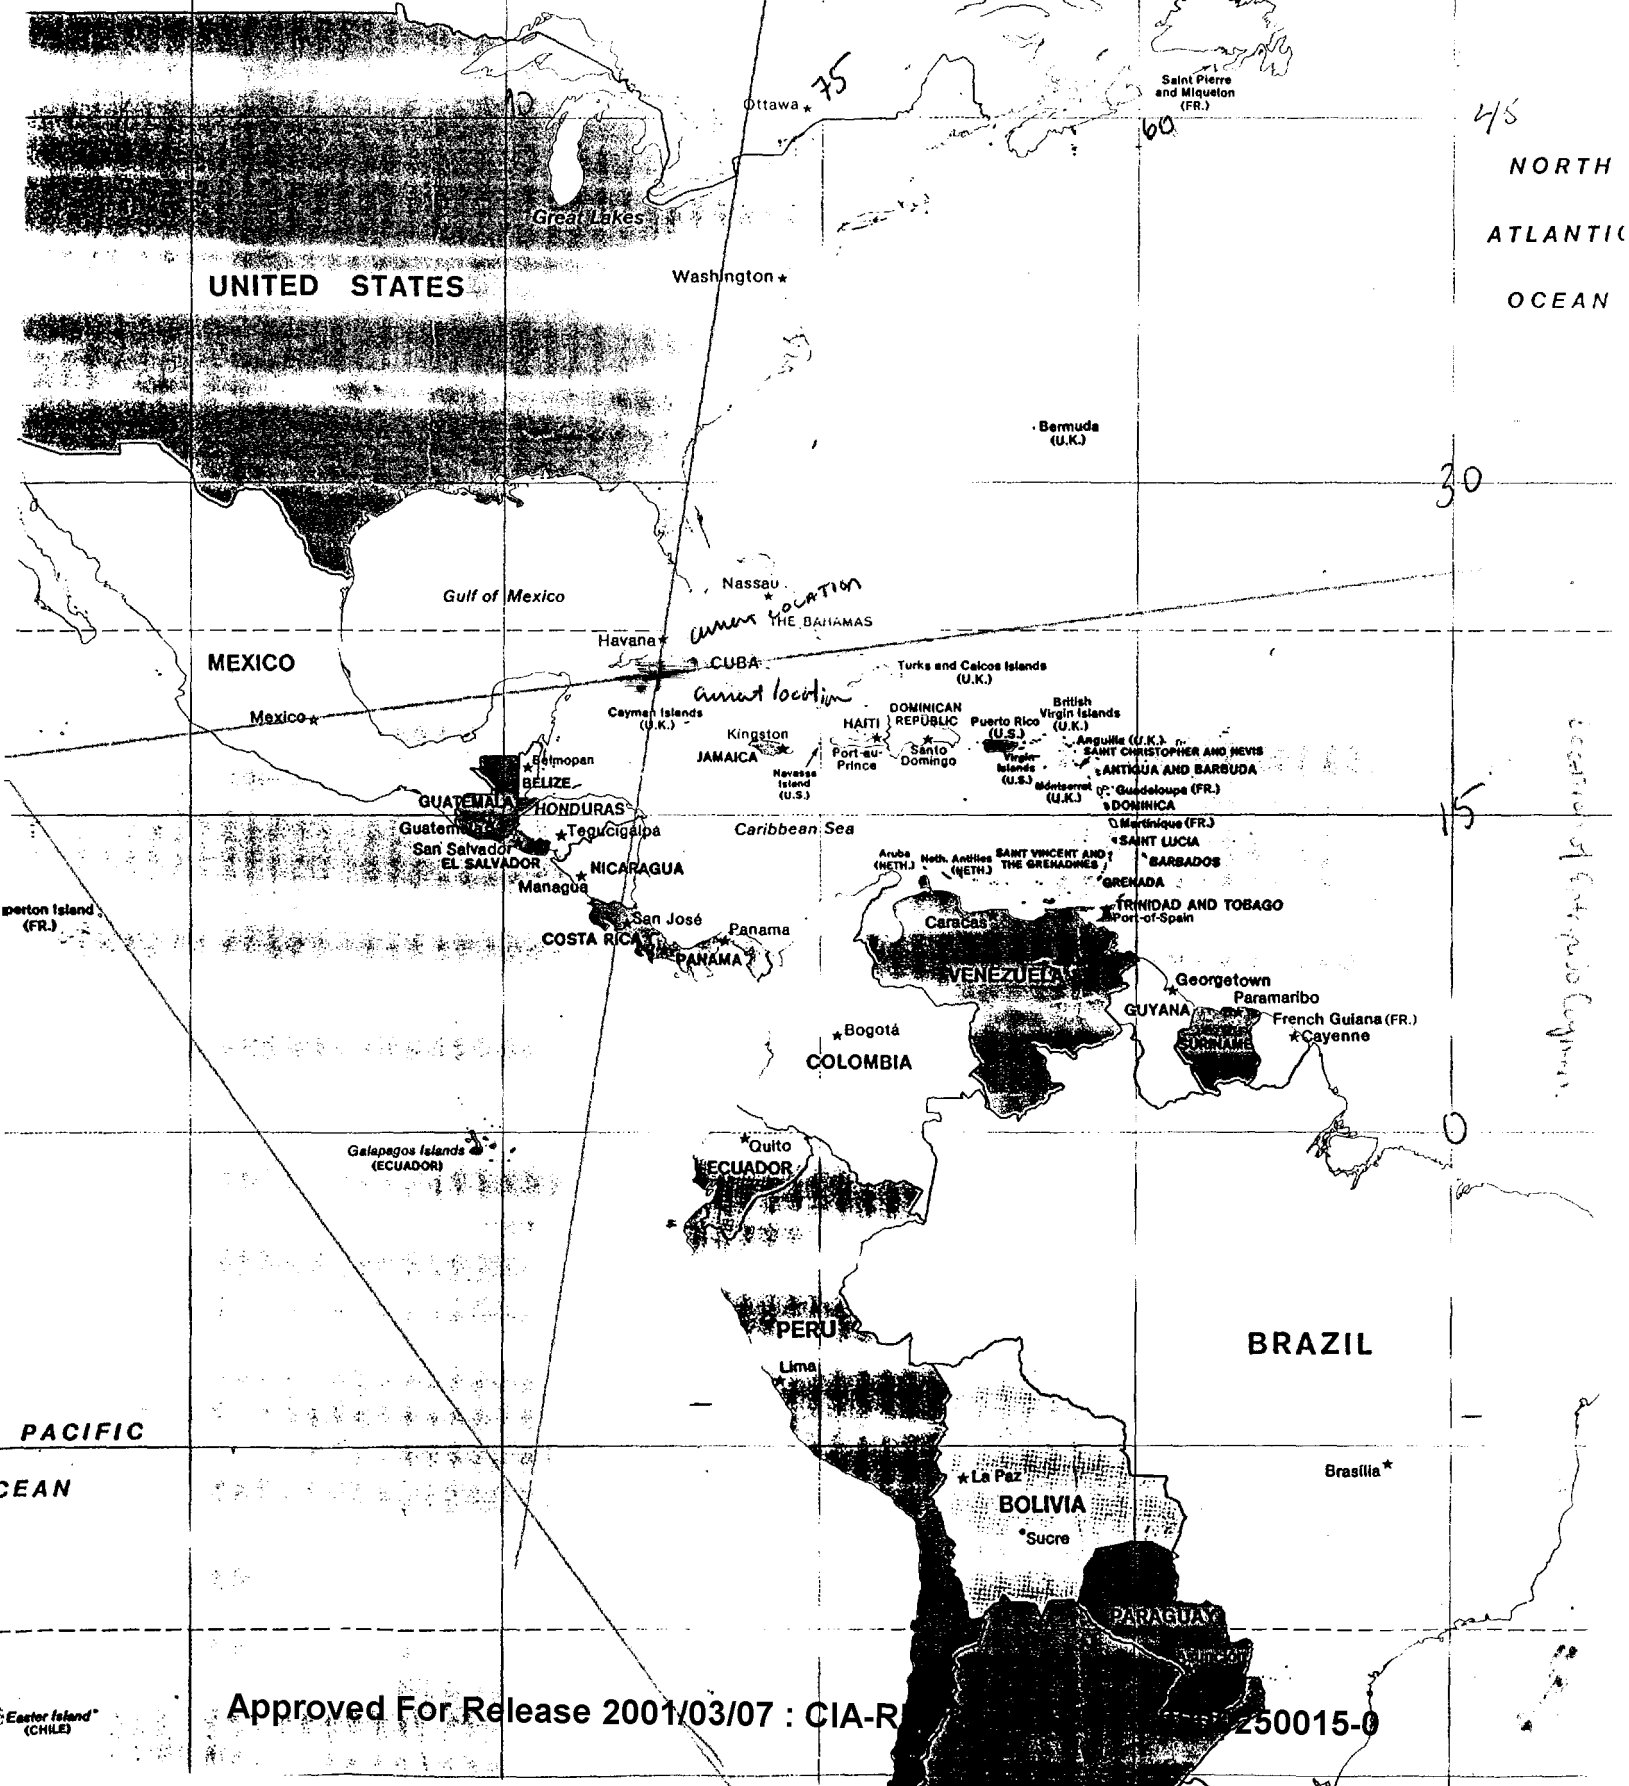 Ottawa
75
Saint Pierre
and Miquelon
(FR.)
60
45
NORTH
ATLANTIC
OCEAN
Great Lakes
UNITED STATES
Washington
Bermuda
(U.K.)
30
Gulf of Mexico
Nassau
current LOCATION
THE BAHAMAS
Havana
CUBA
current location
MEXICO
Mexico
Turks and Caicos Islands
(U.K.)
Cayman Islands
(U.K.)
Kingston
JAMAICA
HAITI
Port-au-
Prince
DOMINICAN
REPUBLIC
Santo
Domingo
Navassa
Island
(U.S.)
Puerto Rico
(U.S.)
British
Virgin Islands
(U.K.)
Virgin
Islands
(U.S.)
Anguilla (U.K.)
SAINT CHRISTOPHER AND NEVIS
ANTIGUA AND BARBUDA
Montserrat
(U.K.)
Guadeloupe (FR.)
DOMINICA
Martinique (FR.)
SAINT LUCIA
BARBADOS
SAINT VINCENT AND
THE GRENADINES
GRENADA
TRINIDAD AND TOBAGO
Port-of-Spain
Aruba
(NETH.)
Neth. Antilles
(NETH.)
15
Belmopan
BELIZE
GUATEMALA
Guatemala
HONDURAS
Tegucigalpa
San Salvador
EL SALVADOR
NICARAGUA
Managua
San José
COSTA RICA
Panama
PANAMA
Caribbean Sea
perton Island
(FR.)
Caracas
VENEZUELA
Georgetown
GUYANA
Paramaribo
SURINAME
French Guiana (FR.)
Cayenne
Bogotá
COLOMBIA
0
Galapagos Islands
(ECUADOR)
Quito
ECUADOR
PERU
Lima
BRAZIL
Brasília
PACIFIC
CEAN
La Paz
BOLIVIA
Sucre
PARAGUAY
Asunción
Easter Island
(CHILE)
Approved For Release 2001/03/07 : CIA-R 250015-0